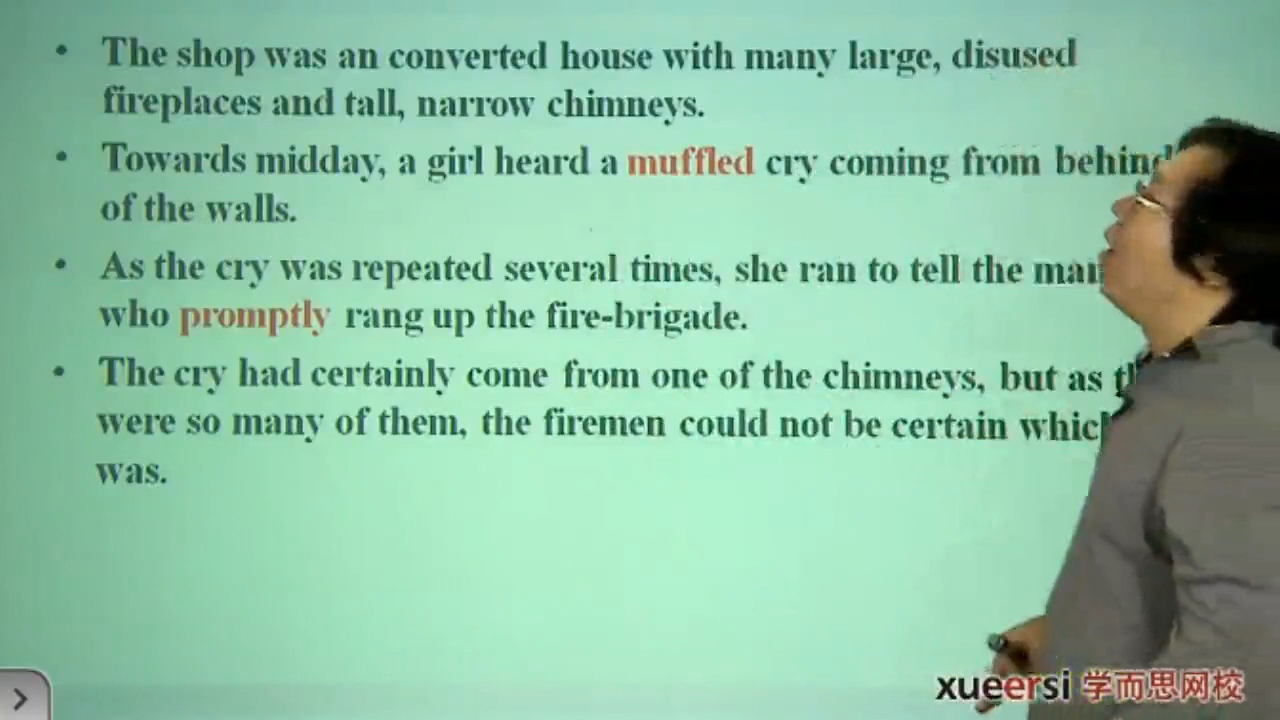 • The shop was an converted house with many large, disused
fireplaces and tall, narrow chimneys.
• Towards midday, a girl heard a muffled cry coming from behind
of the walls.
• As the cry was repeated several times, she ran to tell the
who promptly rang up the fire-brigade.
• The cry had certainly come from one of the chimneys, but as
were so many of them, the firemen could not be certain
was.
xueersi 学而思网校